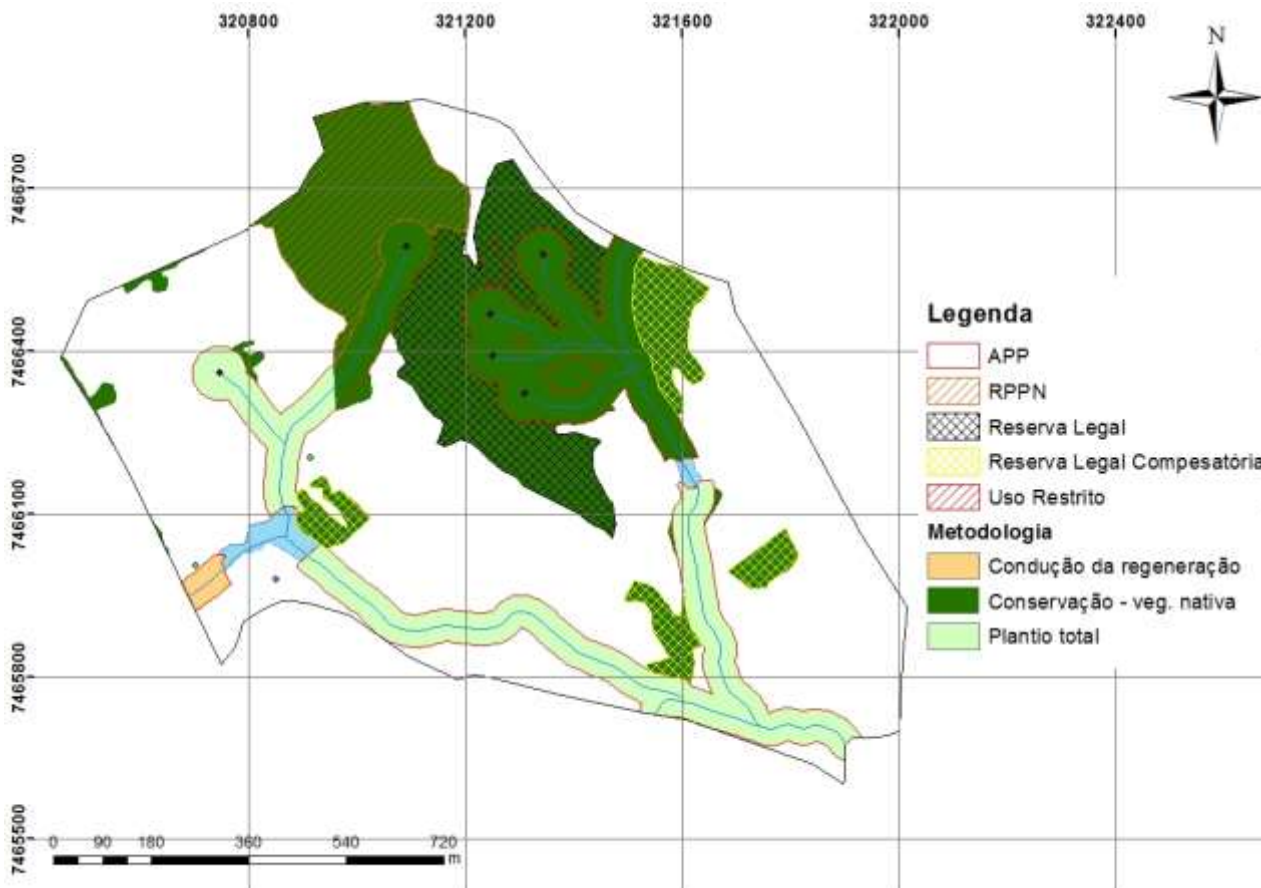 320800 321200 321600 322000 322400
N
7466700
7466400
7466100
7465800
7465500
Legenda
APP
RPPN
Reserva Legal
Reserva Legal Compesatória
Uso Restrito
Metodologia
Condução da regeneração
Conservação - veg. nativa
Plantio total
0 90 180 360 540 720
m